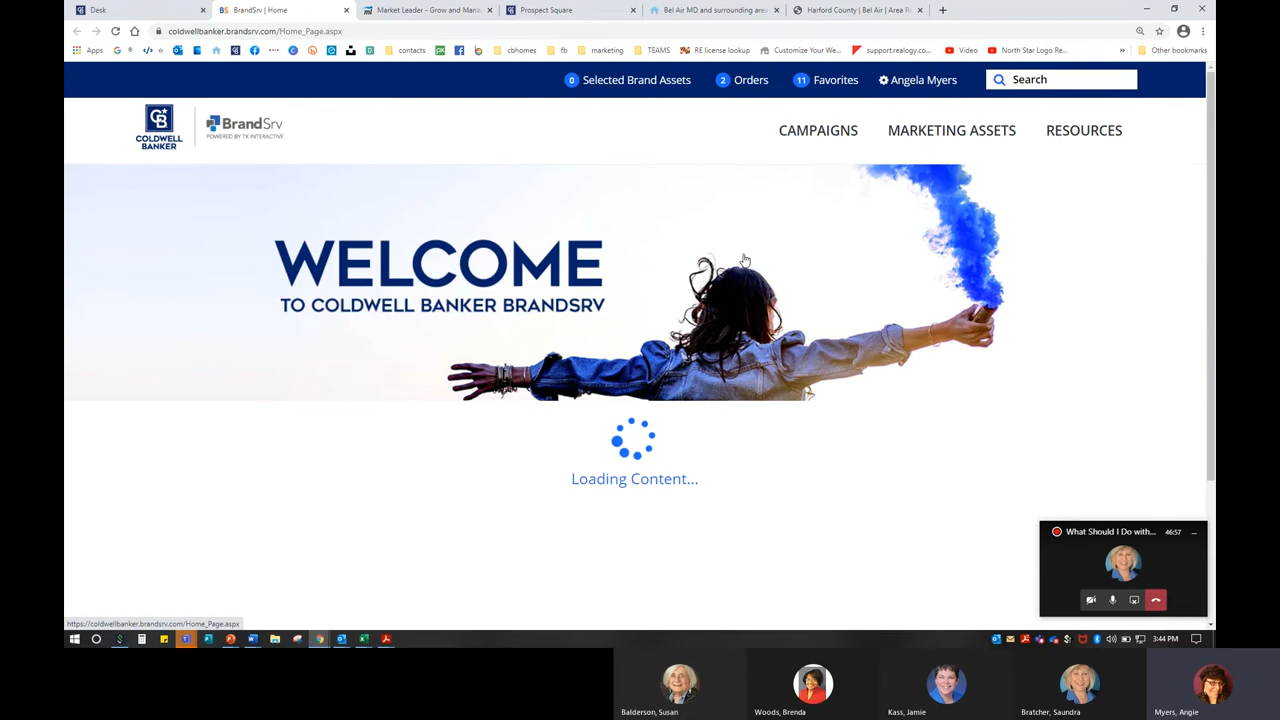 Desk
BrandSrv | Home
Market Leader - Grow and Mana
Prospect Square
Bel Air MD and surrounding area
Harford County | Bel Air | Area R
coldwellbanker.brandsrv.com/Home_Page.aspx
Apps
8
contacts
cbhomes
fb
marketing
TEAMS
RE license lookup
Customize Your We...
support.realogy.co...
Video
North Star Logo Re...
Other bookmarks
0 Selected Brand Assets
2 Orders
11 Favorites
Angela Myers
Search
CB
COLDWELL
BANKER
BrandSrv
POWERED BY TK INTERACTIVE
CAMPAIGNS
MARKETING ASSETS
RESOURCES
WELCOME
TO COLDWELL BANKER BRANDSRV
Loading Content...
What Should I Do with...
46:57
https://coldwellbanker.brandsrv.com/Home_Page.aspx
3:44 PM
Balderson, Susan
Woods, Brenda
Kass, Jamie
Bratcher, Saundra
Myers, Angie